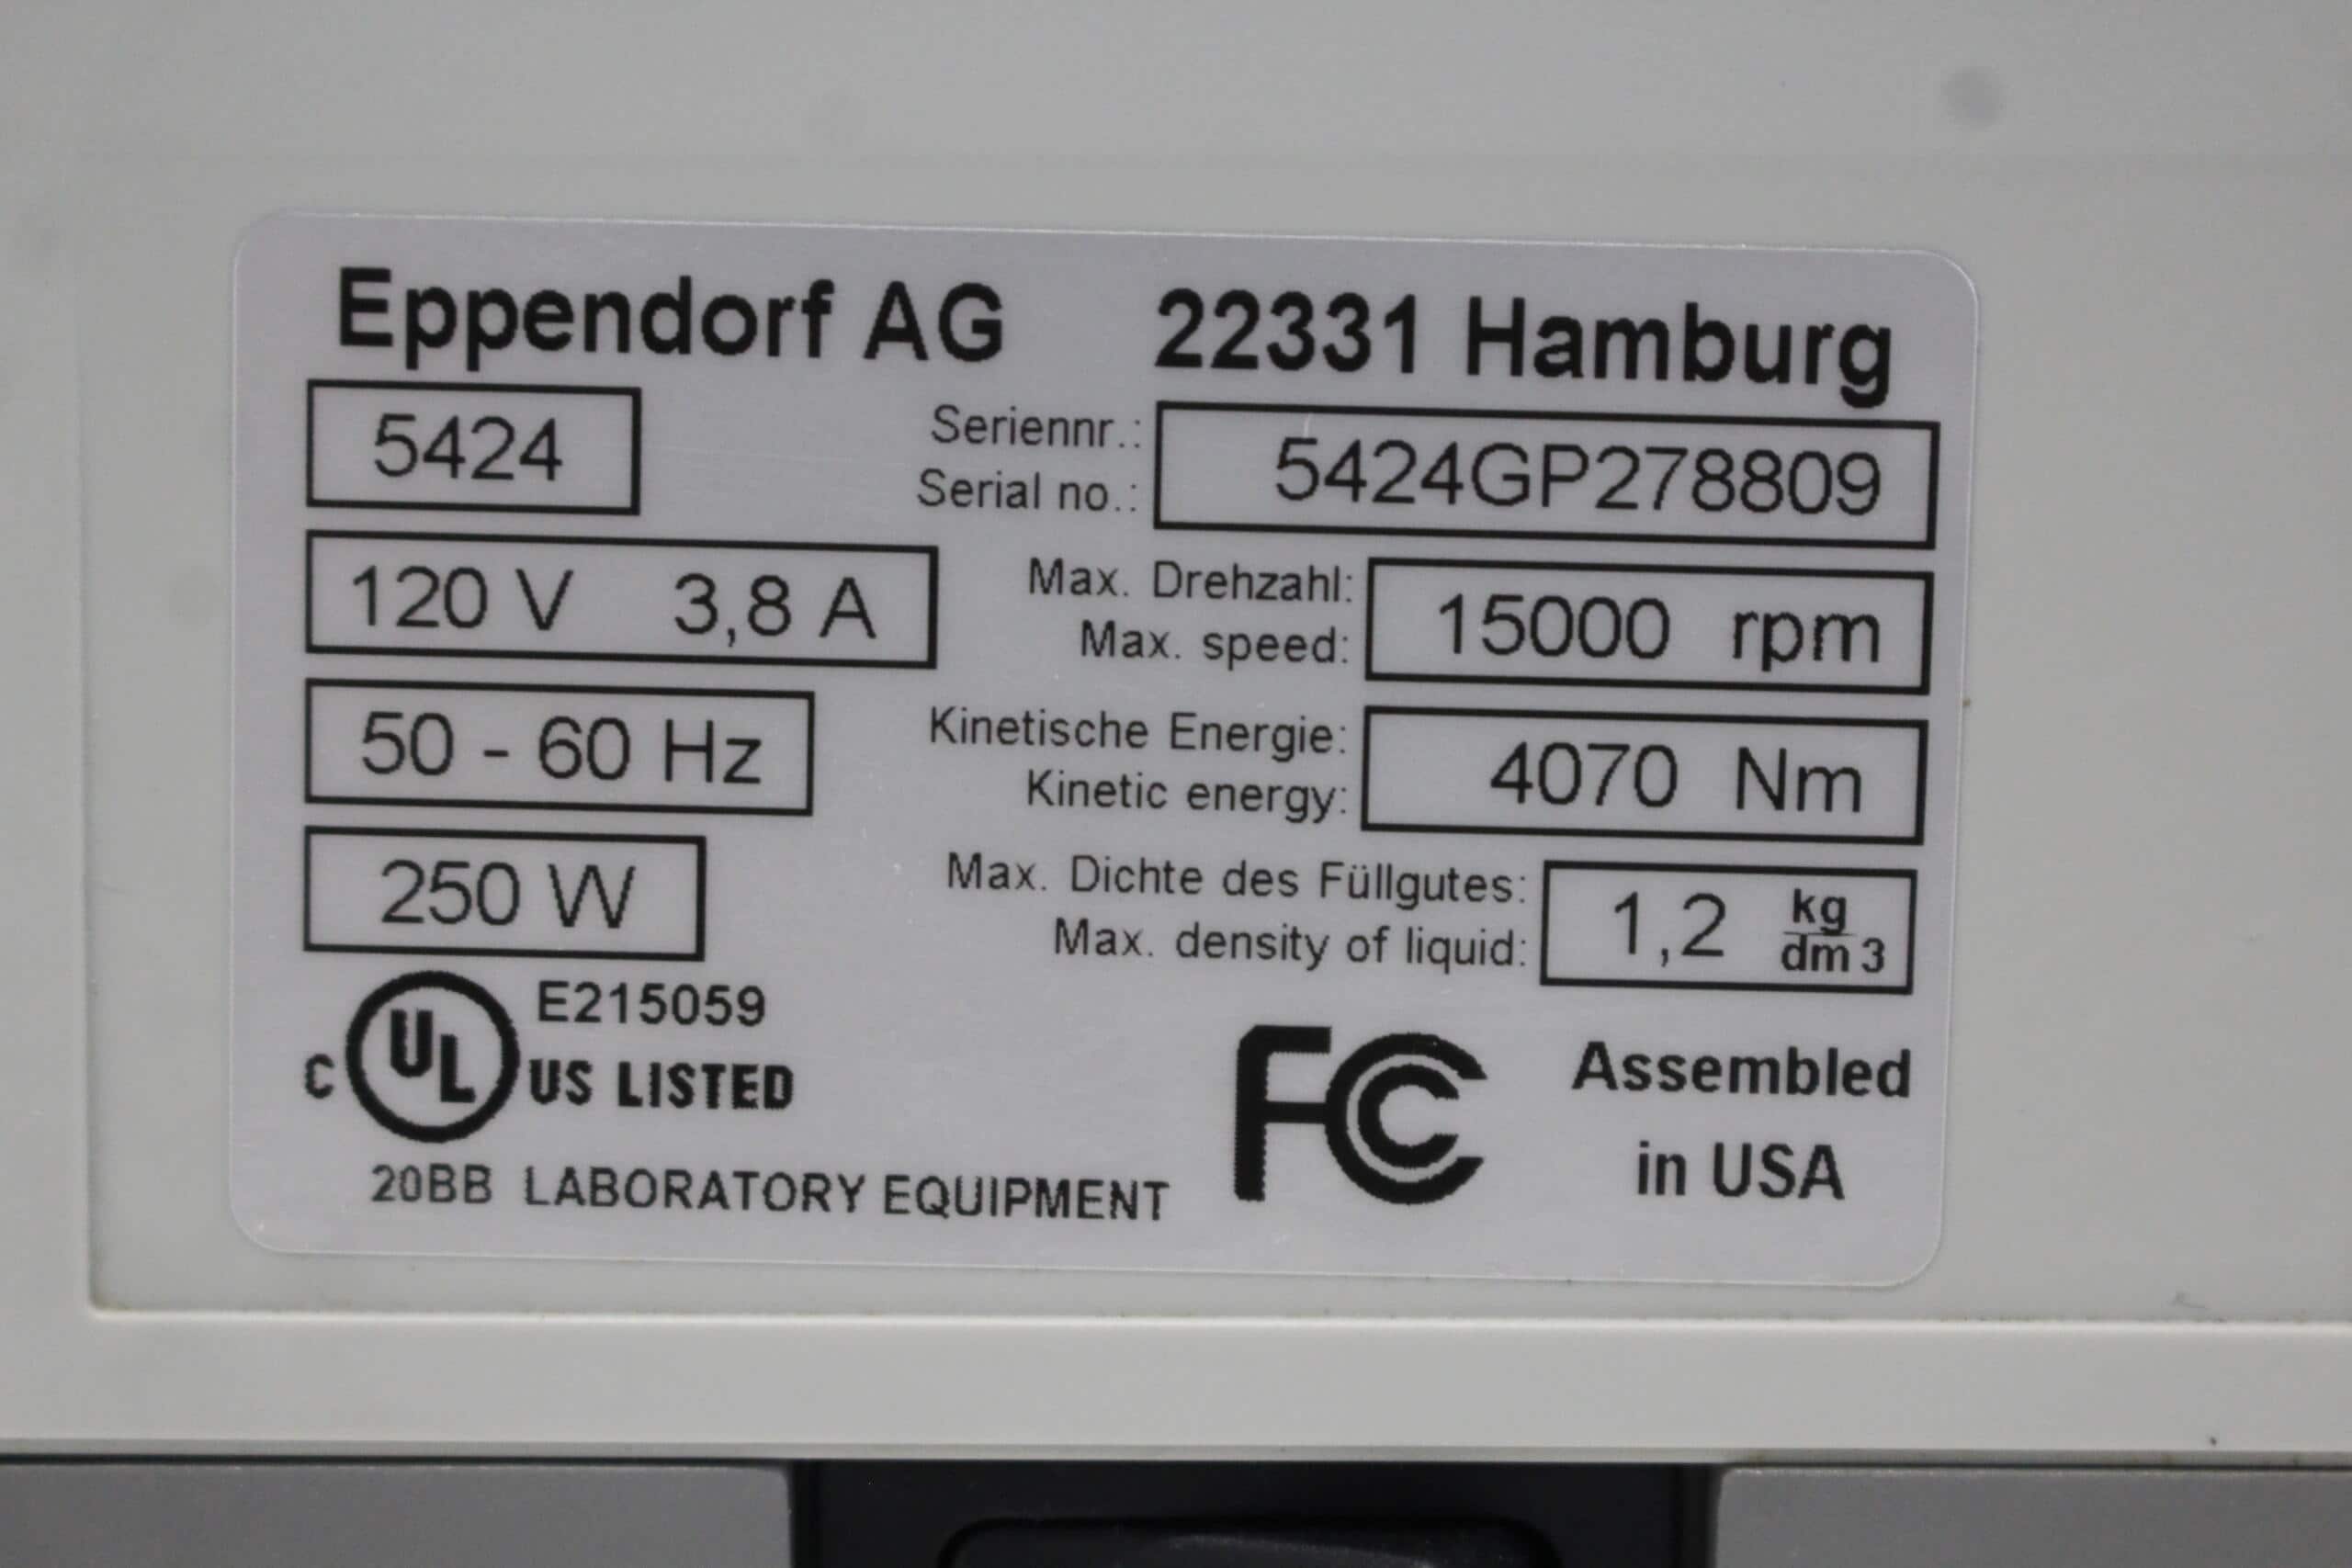 Eppendorf AG 22331 Hamburg
5424
Seriennr.:
Serial no.:
5424GP278809
120 V 3,8 A
Max. Drehzahl:
Max. speed:
15000 rpm
50 - 60 Hz
Kinetische Energie:
Kinetic energy:
4070 Nm
250 W
Max. Dichte des Füllgutes:
Max. density of liquid:
1,2 kg/dm3
E215059
C UL US LISTED
FC
Assembled
in USA
20BB LABORATORY EQUIPMENT